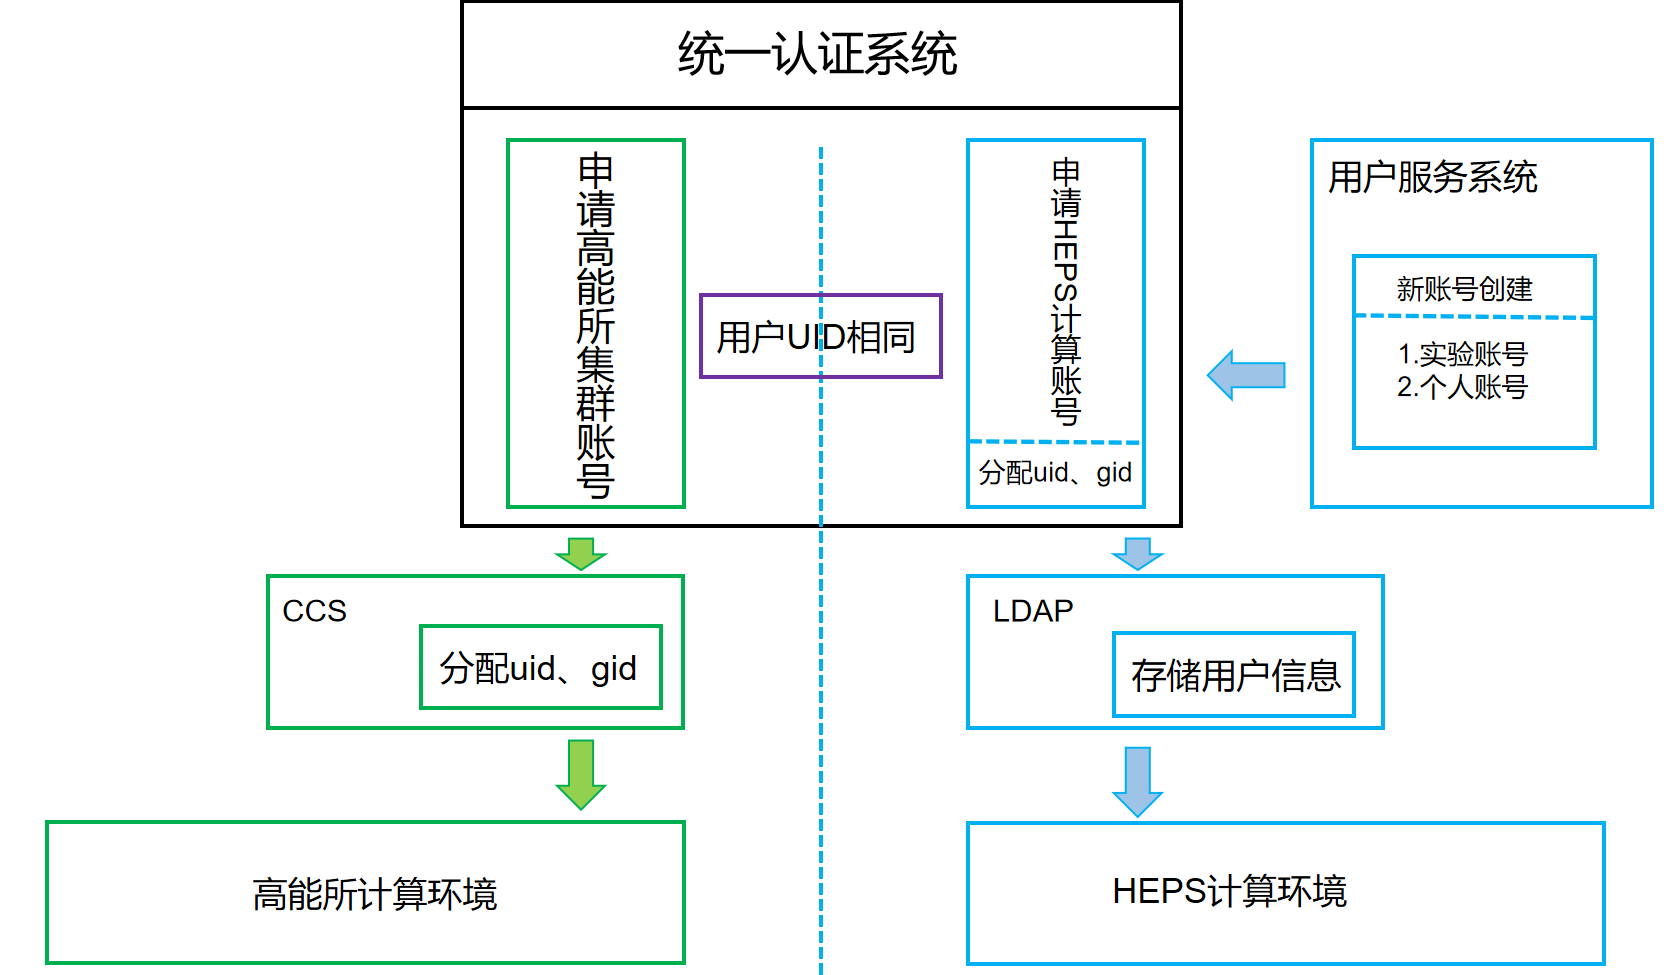 统一认证系统
申请高能所集群账号
用户UID相同
申请HEPS计算账号
分配uid、gid
用户服务系统
新账号创建
1.实验账号
2.个人账号
CCS
分配uid、gid
LDAP
存储用户信息
高能所计算环境
HEPS计算环境